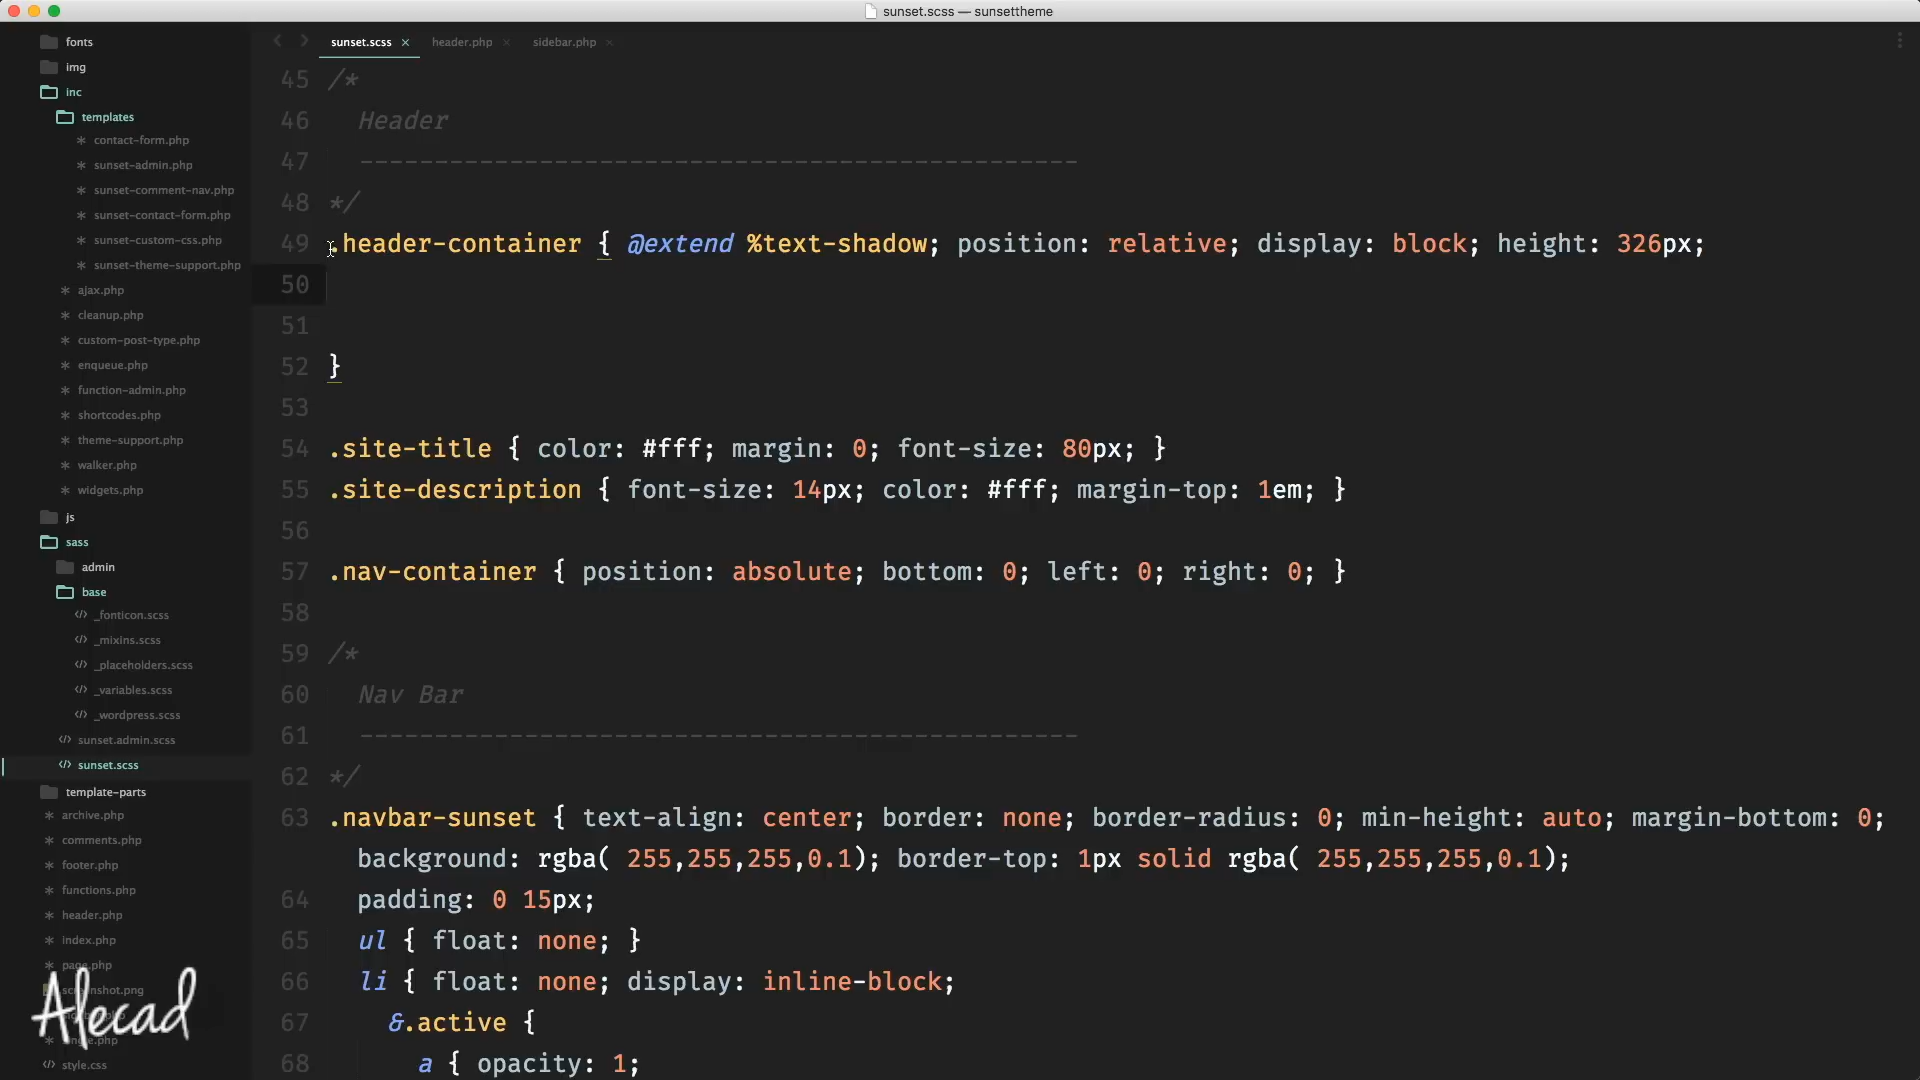 sunset.scss — sunsettheme
fonts
img
inc
templates
contact-form.php
sunset-admin.php
sunset-comment-nav.php
sunset-contact-form.php
sunset-custom-css.php
sunset-theme-support.php
ajax.php
cleanup.php
custom-post-type.php
enqueue.php
function-admin.php
shortcodes.php
theme-support.php
walker.php
widgets.php
js
sass
admin
base
_fonticon.scss
_mixins.scss
_placeholders.scss
_variables.scss
_wordpress.scss
sunset.admin.scss
sunset.scss
template-parts
archive.php
comments.php
footer.php
functions.php
header.php
index.php
page.php
style.css
Alecad
sunset.scss × header.php × sidebar.php ×
45 /*
46 Header
47 ------------------------------------------------
48 */
49 .header-container { @extend %text-shadow; position: relative; display: block; height: 326px;
50
51
52 }
53
54 .site-title { color: #fff; margin: 0; font-size: 80px; }
55 .site-description { font-size: 14px; color: #fff; margin-top: 1em; }
56
57 .nav-container { position: absolute; bottom: 0; left: 0; right: 0; }
58
59 /*
60 Nav Bar
61 ------------------------------------------------
62 */
63 .navbar-sunset { text-align: center; border: none; border-radius: 0; min-height: auto; margin-bottom: 0;
background: rgba( 255,255,255,0.1); border-top: 1px solid rgba( 255,255,255,0.1);
64 padding: 0 15px;
65 ul { float: none; }
66 li { float: none; display: inline-block;
67 &.active {
68 a { opacity: 1;